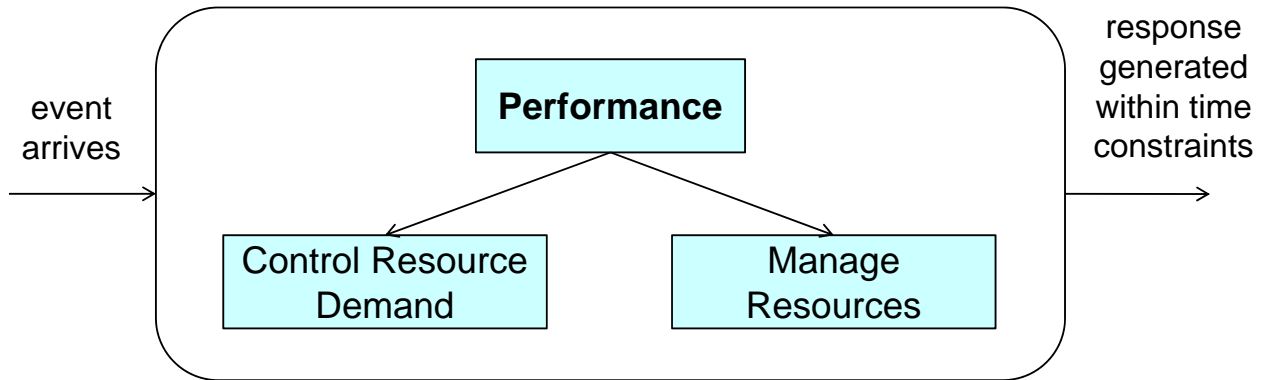 event
arrives
Performance
Control Resource
Demand
Manage
Resources
response
generated
within time
constraints